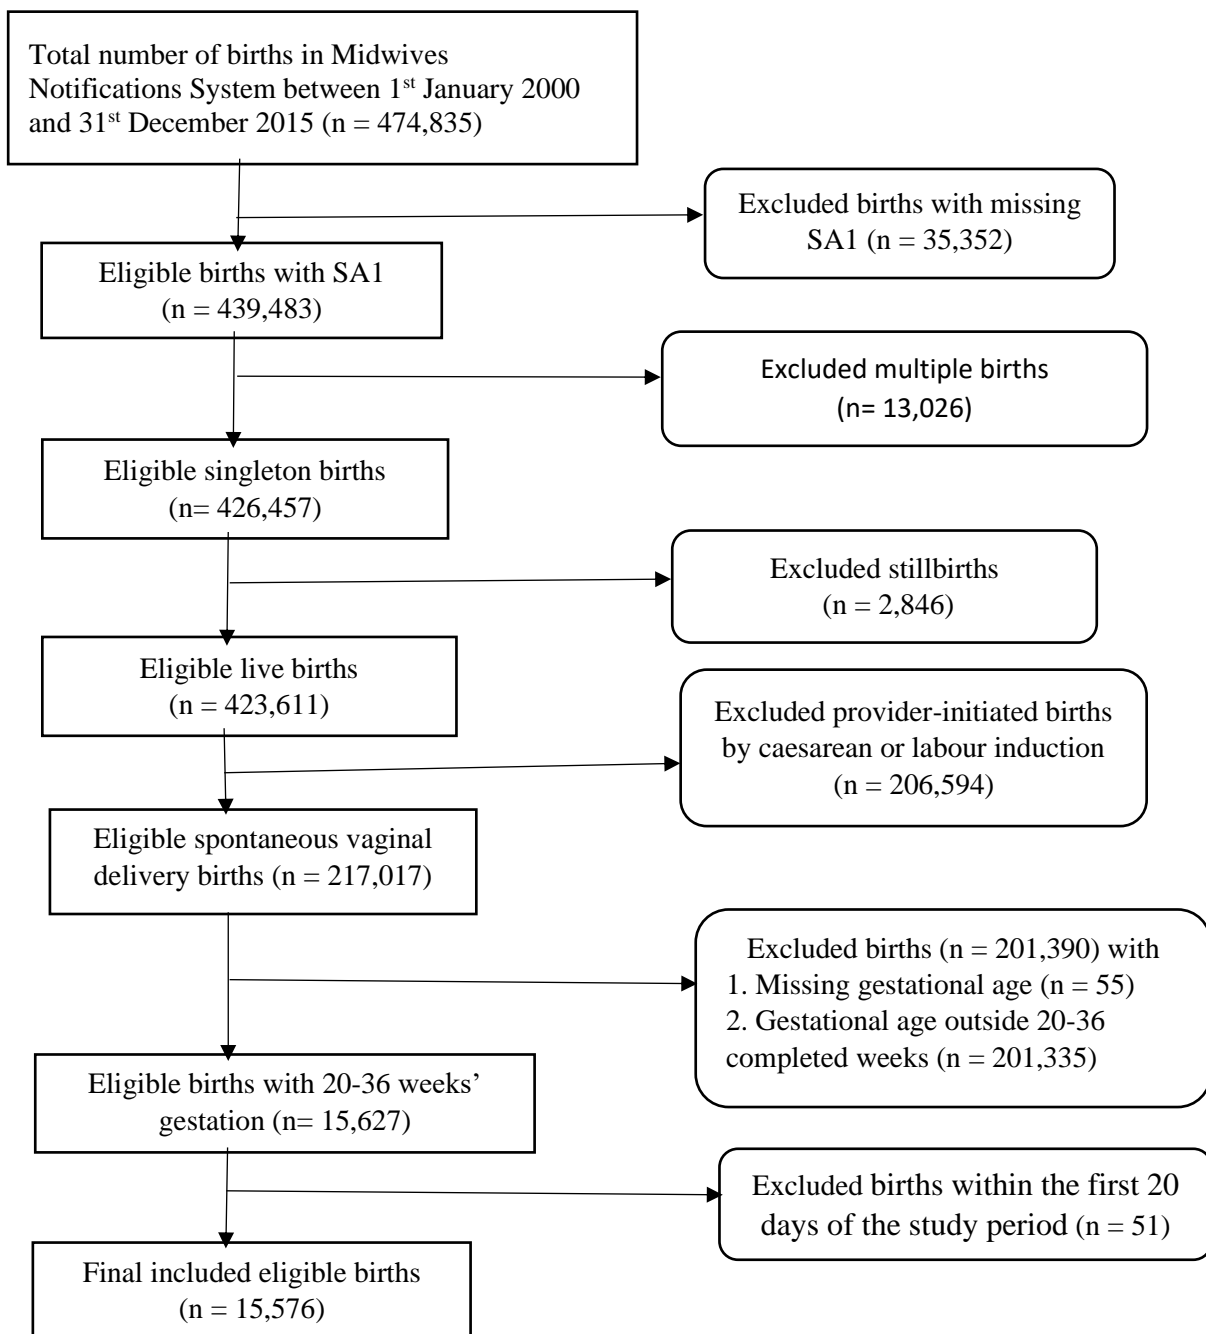 Total number of births in Midwives
Notifications System between 1st January 2000
and 31st December 2015 (n = 474,835)
Excluded births with missing
SA1 (n = 35,352)
Eligible births with SA1
(n = 439,483)
Excluded multiple births
(n= 13,026)
Eligible singleton births
(n= 426,457)
Excluded stillbirths
(n = 2,846)
Eligible live births
(n = 423,611)
Excluded provider-initiated births
by caesarean or labour induction
(n = 206,594)
Eligible spontaneous vaginal
delivery births (n = 217,017)
Excluded births (n = 201,390) with
1. Missing gestational age (n = 55)
2. Gestational age outside 20-36
completed weeks (n = 201,335)
Eligible births with 20-36 weeks’
gestation (n= 15,627)
Excluded births within the first 20
days of the study period (n = 51)
Final included eligible births
(n = 15,576)